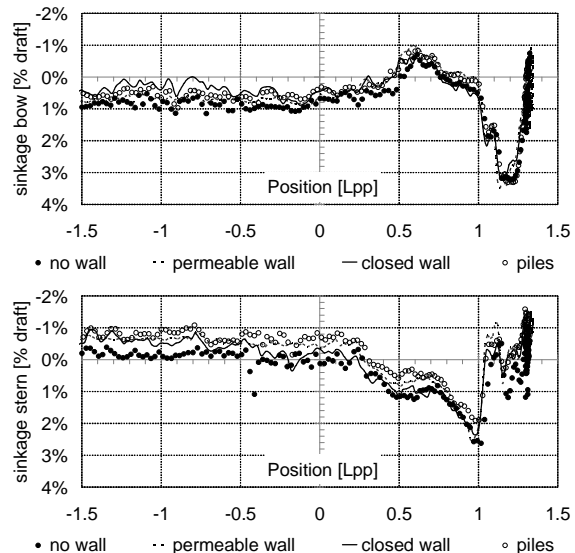 sinkage bow [% draft]
-2%
-1%
0%
1%
2%
3%
4%
Position [Lpp]
-1.5 -1 -0.5 0 0.5 1 1.5
no wall permeable wall closed wall piles
sinkage stern [% draft]
-2%
-1%
0%
1%
2%
3%
4%
Position [Lpp]
-1.5 -1 -0.5 0 0.5 1 1.5
no wall permeable wall closed wall piles